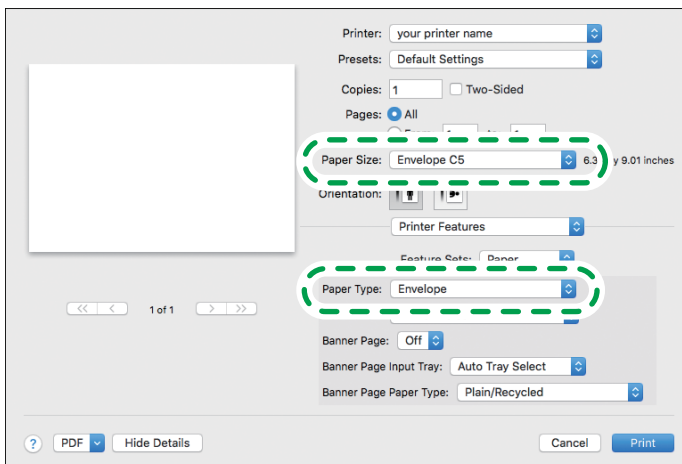 Printer: your printer name
Presets: Default Settings
Copies: 1 Two-Sided
Pages: All
Paper Size: Envelope C5 6.3 y 9.01 inches
Orientation:
Printer Features
Feature Sets: Paper
Paper Type: Envelope
<< < 1 of 1 > >>
Banner Page: Off
Banner Page Input Tray: Auto Tray Select
Banner Page Paper Type: Plain/Recycled
? PDF Hide Details Cancel Print